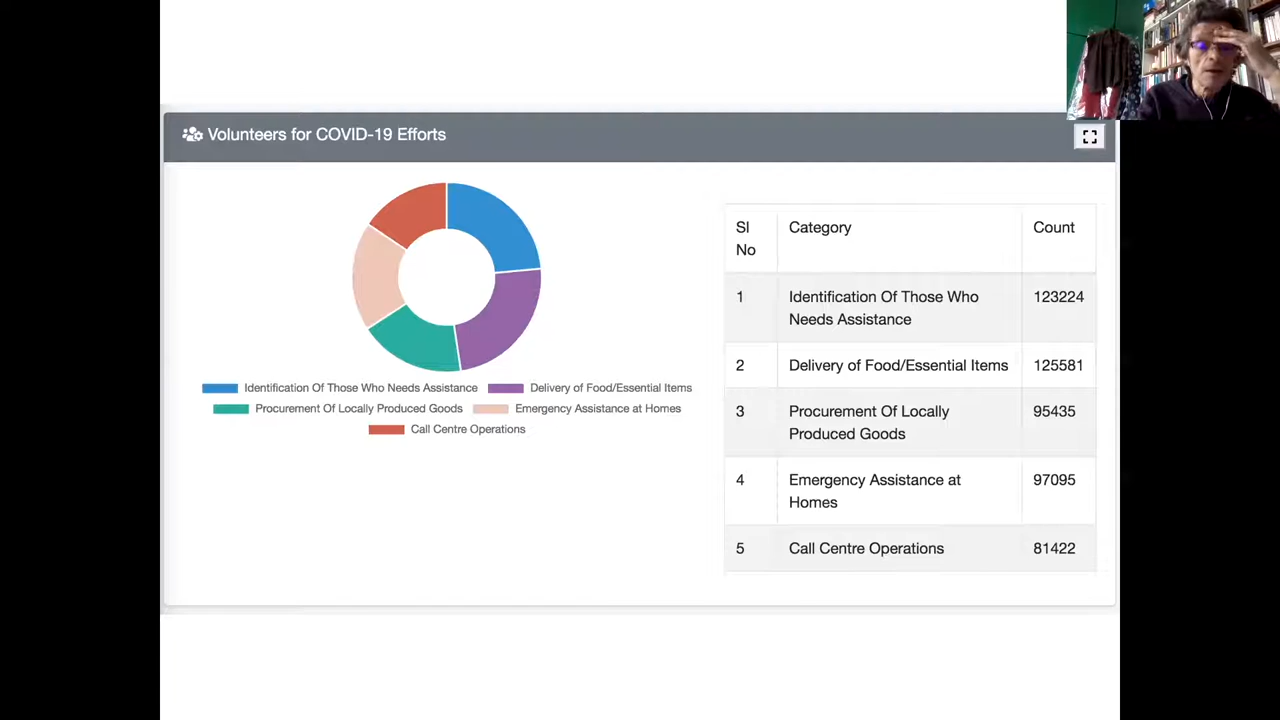 Volunteers for COVID-19 Efforts
Identification Of Those Who Needs Assistance
Delivery of Food/Essential Items
Procurement Of Locally Produced Goods
Emergency Assistance at Homes
Call Centre Operations
Sl No
Category
Count
1
Identification Of Those Who
Needs Assistance
123224
2
Delivery of Food/Essential Items
125581
3
Procurement Of Locally
Produced Goods
95435
4
Emergency Assistance at
Homes
97095
5
Call Centre Operations
81422